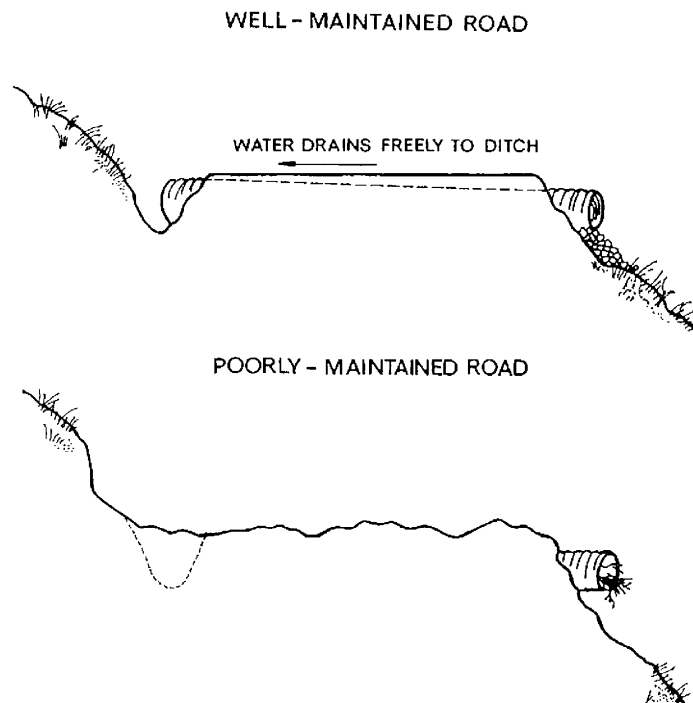 WELL - MAINTAINED ROAD
WATER DRAINS FREELY TO DITCH
POORLY - MAINTAINED ROAD